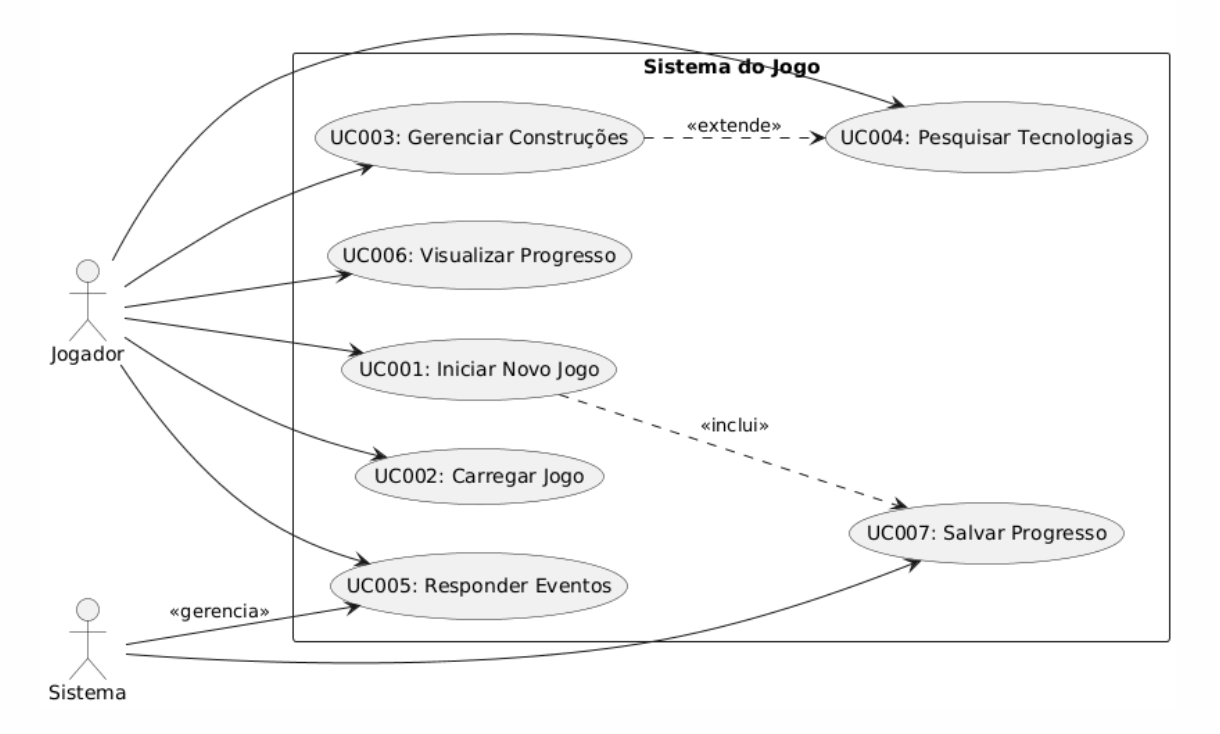 Sistema do Jogo
UC003: Gerenciar Construções
«extende»
UC004: Pesquisar Tecnologias
UC006: Visualizar Progresso
Jogador
UC001: Iniciar Novo Jogo
«inclui»
UC002: Carregar Jogo
UC007: Salvar Progresso
UC005: Responder Eventos
«gerencia»
Sistema